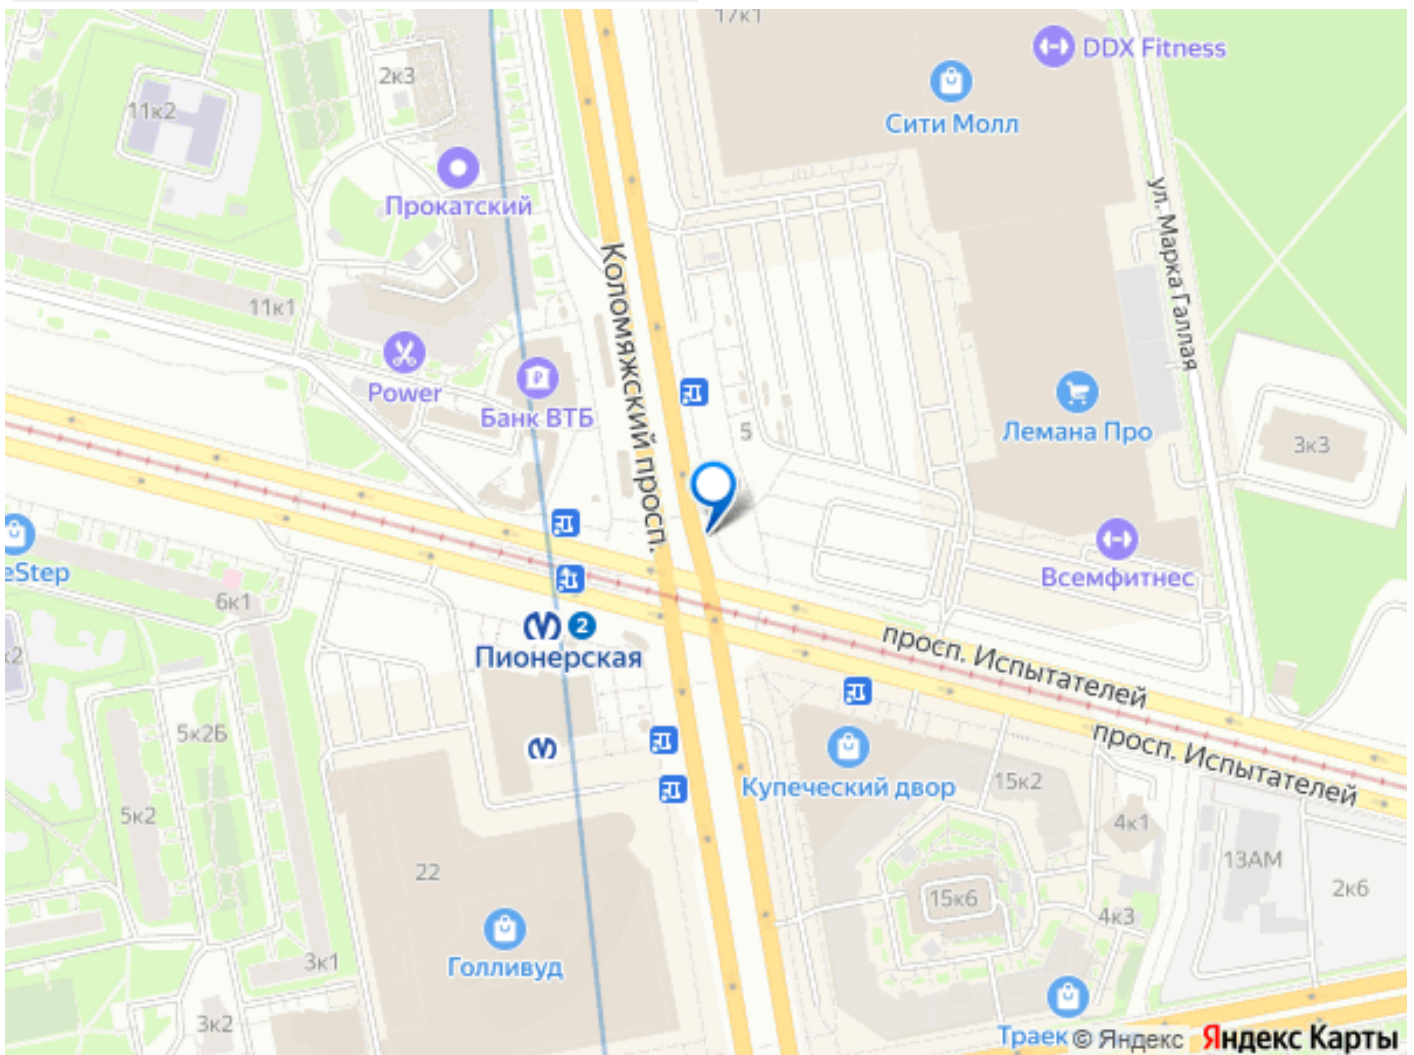 17к1
DDX Fitness
2к3
Сити Молл
11к2
Прокатский
ул. Марка Галлая
Коломяжский просп.
11к1
Power
Банк ВТБ
5
Лемана Про
3к3
eStep
Всемфитнес
6к1
2
Пионерская
к2
просп. Испытателей
просп. Испытателей
5к2Б
Купеческий двор
15к2
5к2
4к1
22
13АМ
2к6
15к6
4к3
Голливуд
3к1
3к2
Траек
© Яндекс
Яндекс Карты